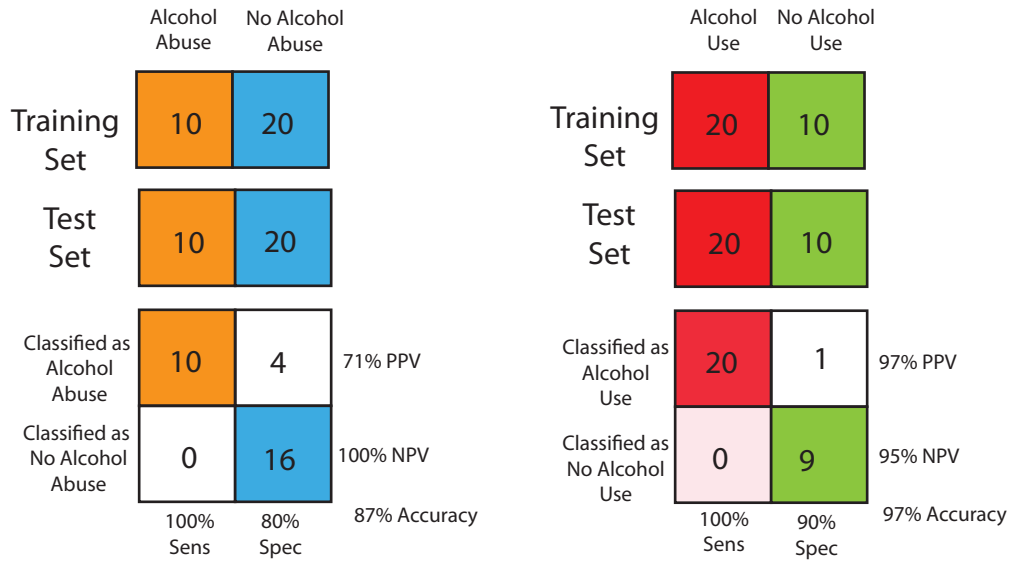 Alcohol
Abuse
No Alcohol
Abuse
Training
Set
10
20
Test
Set
10
20
Classified as
Alcohol
Abuse
10
4
71% PPV
Classified as
No Alcohol
Abuse
0
16
100% NPV
100%
Sens
80%
Spec
87% Accuracy
Alcohol
Use
No Alcohol
Use
Training
Set
20
10
Test
Set
20
10
Classified as
Alcohol
Use
20
1
97% PPV
Classified as
No Alcohol
Use
0
9
95% NPV
100%
Sens
90%
Spec
97% Accuracy